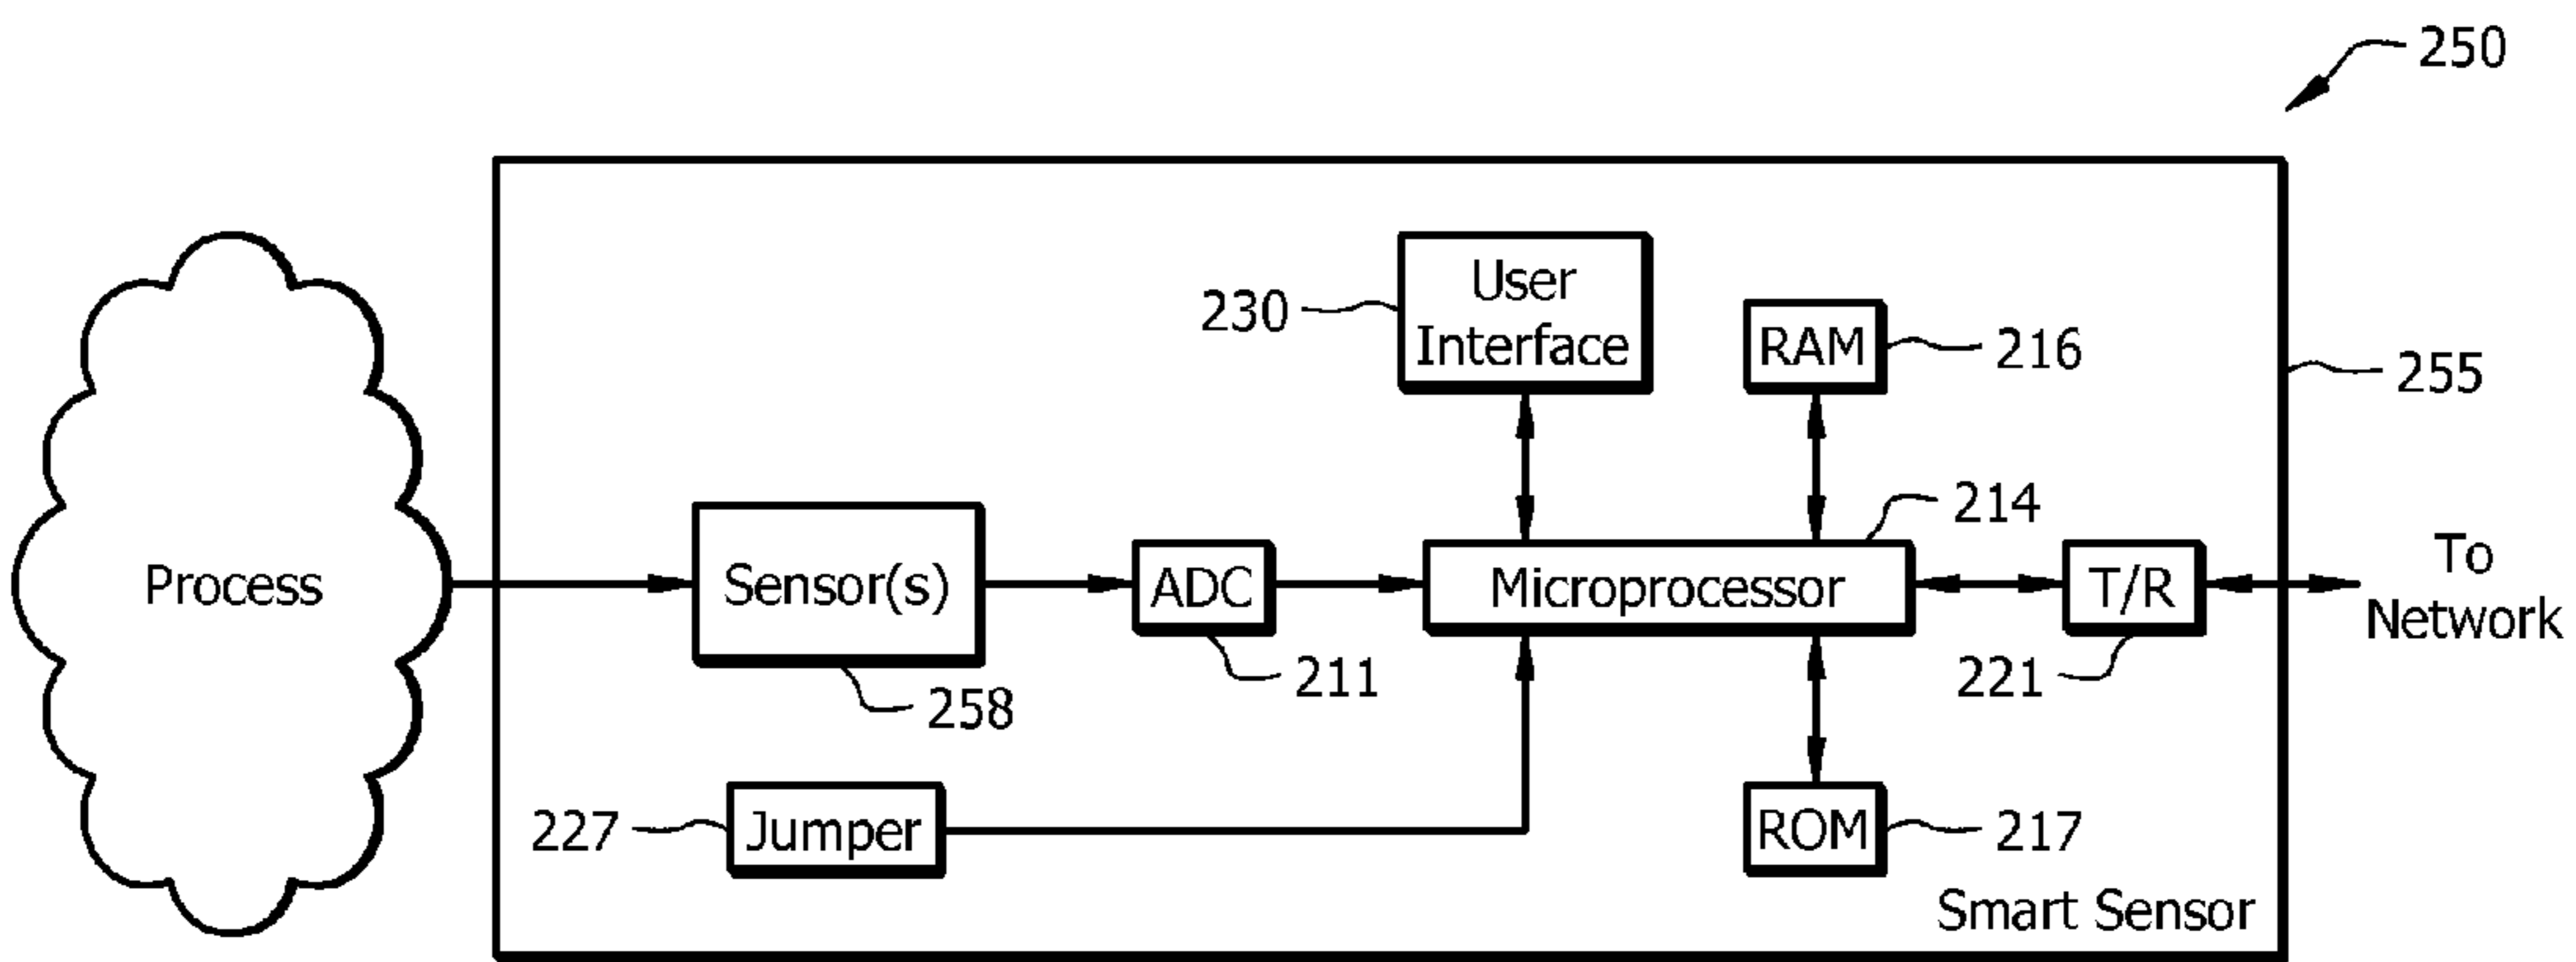 250
User
Interface
230
RAM
216
255
214
Process
Sensor(s)
ADC
Microprocessor
T/R
To
Network
211
221
258
227
Jumper
ROM
217
Smart Sensor